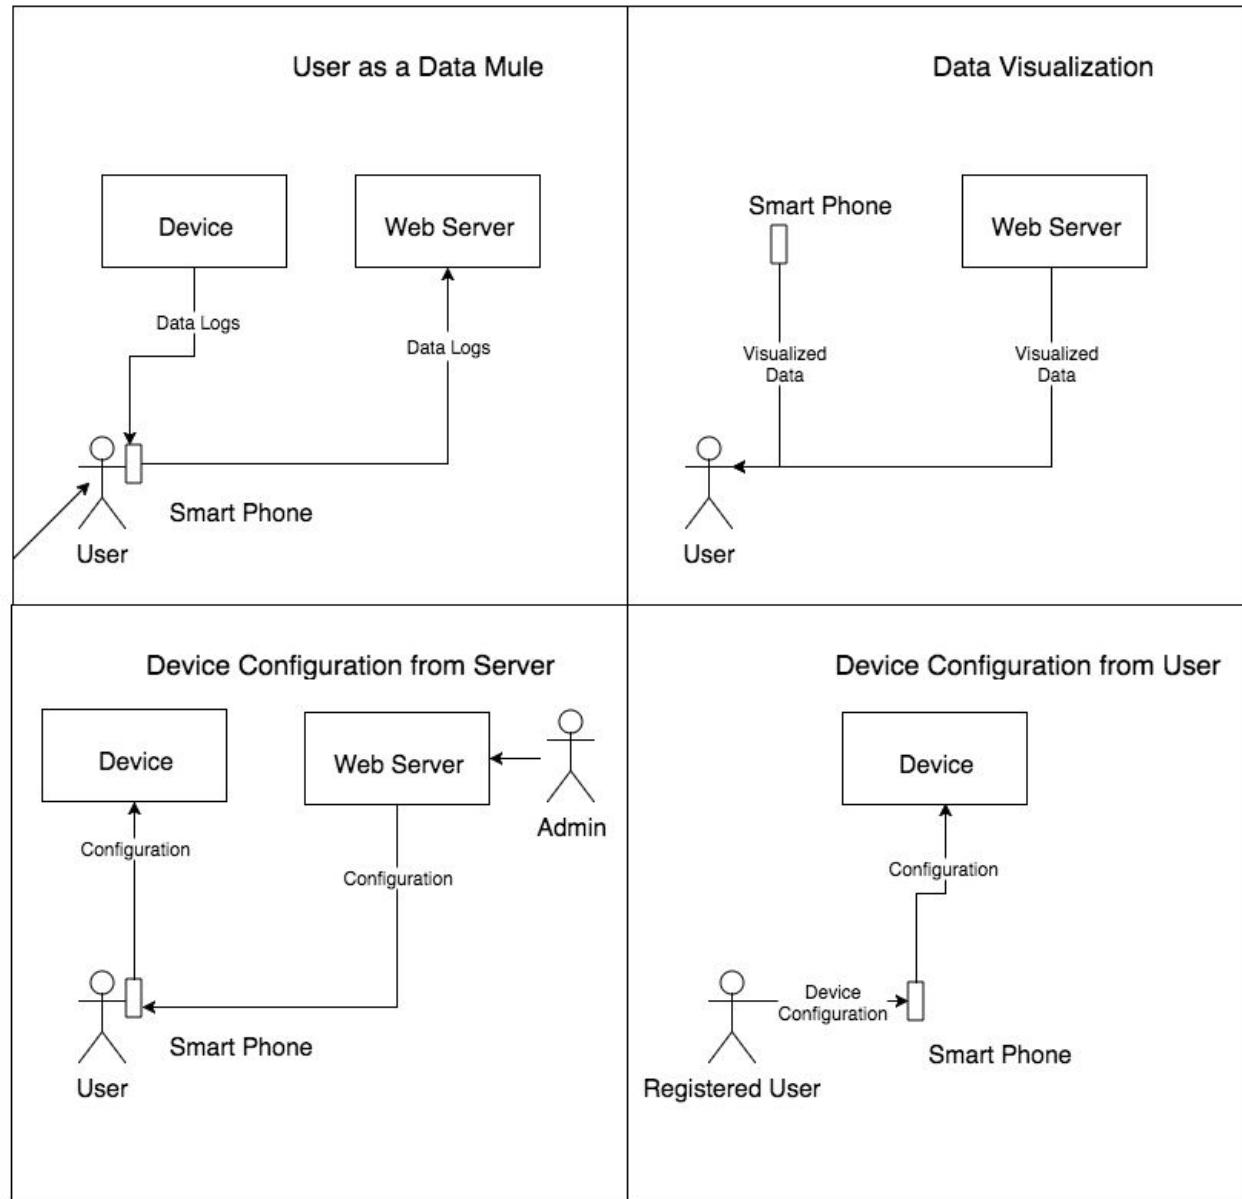 User as a Data Mule
Device
Web Server
Data Logs
Data Logs
Smart Phone
User
Data Visualization
Smart Phone
Web Server
Visualized
Data
Visualized
Data
User
Device Configuration from Server
Device
Web Server
Admin
Configuration
Configuration
Smart Phone
User
Device Configuration from User
Device
Configuration
Device
Configuration
Smart Phone
Registered User